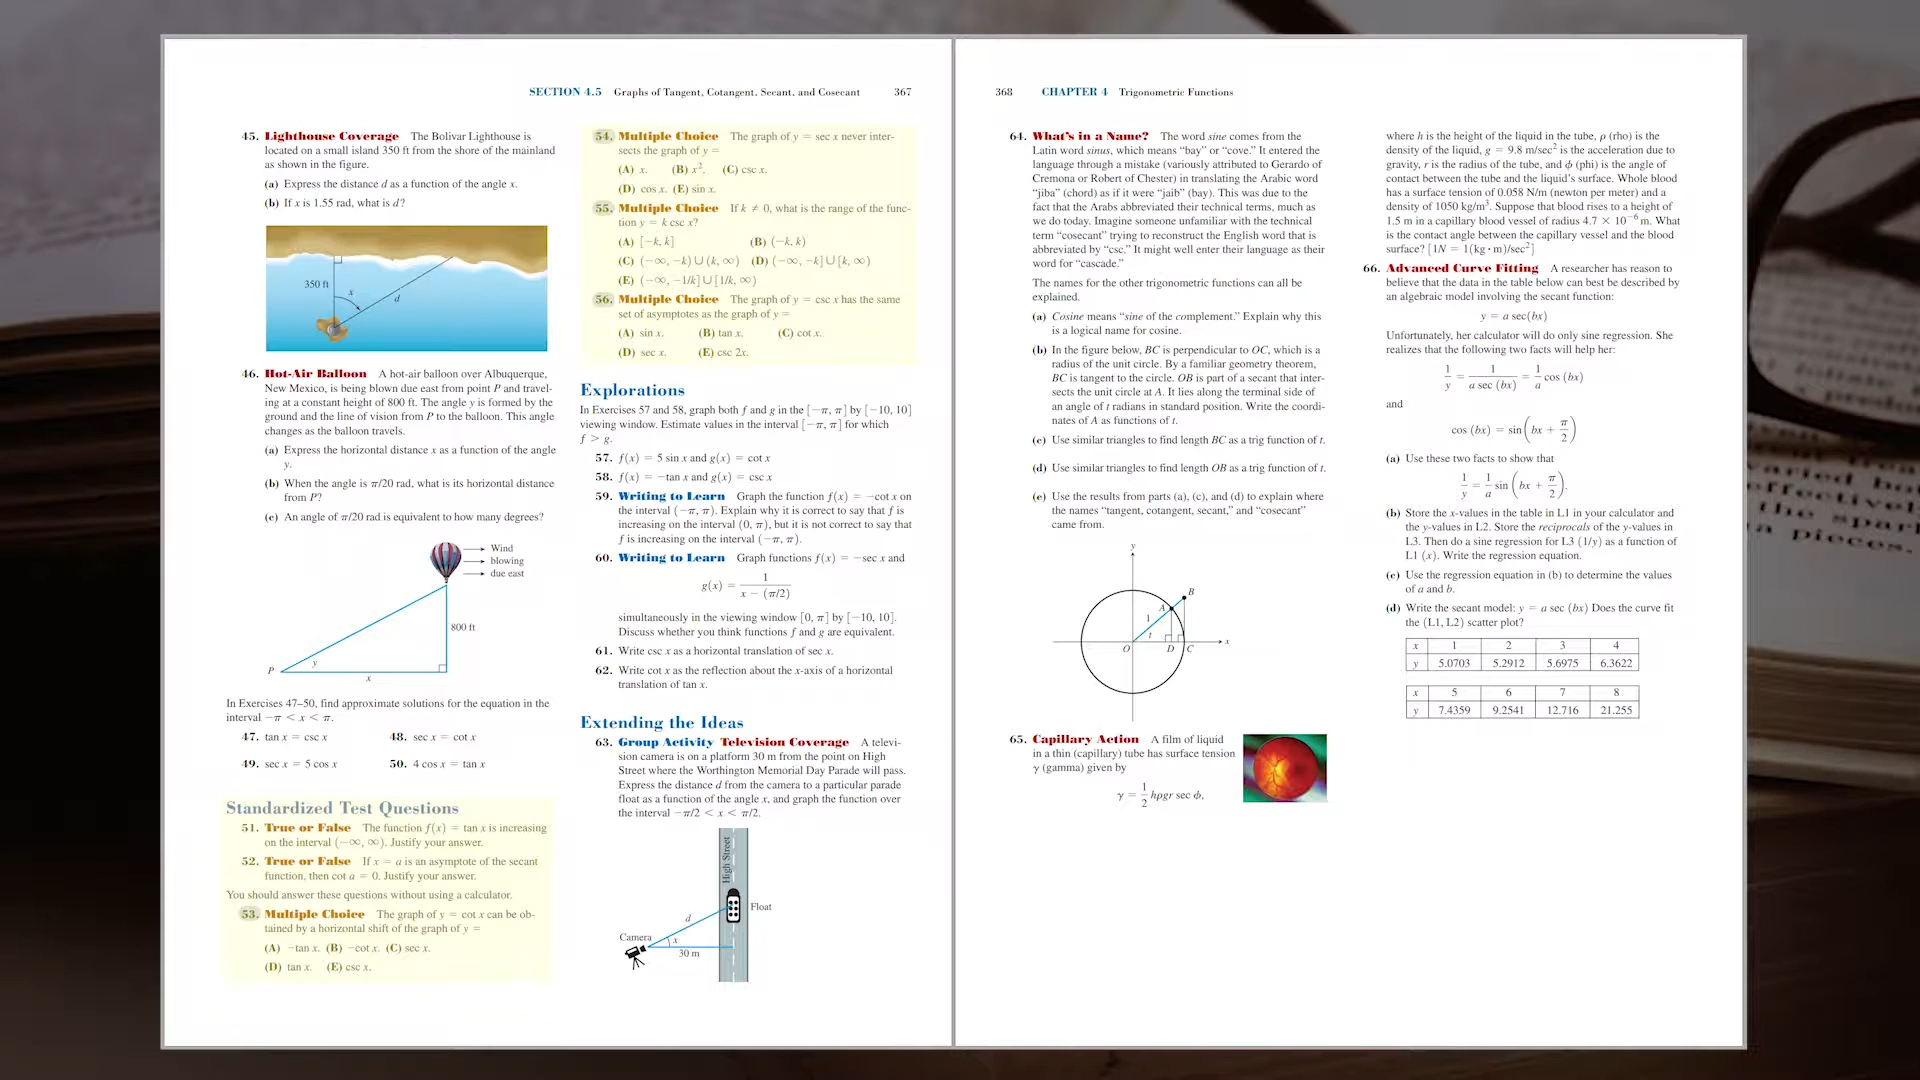 SECTION 4.5 Graphs of Tangent, Cotangent, Secant, and Cosecant 367
45. Lighthouse Coverage The Bolivar Lighthouse is
located on a small island 350 ft from the shore of the mainland
as shown in the figure.
(a) Express the distance d as a function of the angle x.
(b) If x is 1.55 rad, what is d?
350 ft
x
d
46. Hot-Air Balloon A hot-air balloon over Albuquerque,
New Mexico, is being blown due east from point P and travel-
ing at a constant height of 800 ft. The angle y is formed by the
ground and the line of vision from P to the balloon. This angle
changes as the balloon travels.
(a) Express the horizontal distance x as a function of the angle
y.
(b) When the angle is π/20 rad, what is its horizontal distance
from P?
(c) An angle of π/20 rad is equivalent to how many degrees?
Wind
blowing
due east
800 ft
P
y
x
In Exercises 47–50, find approximate solutions for the equation in the
interval −π < x < π.
47. tan x = csc x 48. sec x = cot x
49. sec x = 5 cos x 50. 4 cos x = tan x
Standardized Test Questions
51. True or False The function f(x) = tan x is increasing
on the interval (−∞, ∞). Justify your answer.
52. True or False If x = a is an asymptote of the secant
function, then cot a = 0. Justify your answer.
You should answer these questions without using a calculator.
53. Multiple Choice The graph of y = cot x can be ob-
tained by a horizontal shift of the graph of y =
(A) −tan x. (B) −cot x. (C) sec x.
(D) tan x. (E) csc x.
54. Multiple Choice The graph of y = sec x never inter-
sects the graph of y =
(A) x. (B) x². (C) csc x.
(D) cos x. (E) sin x.
55. Multiple Choice If k ≠ 0, what is the range of the func-
tion y = k csc x?
(A) [−k, k] (B) (−k, k)
(C) (−∞, −k) ∪ (k, ∞) (D) (−∞, −k] ∪ [k, ∞)
(E) (−∞, −1/k] ∪ [1/k, ∞)
56. Multiple Choice The graph of y = csc x has the same
set of asymptotes as the graph of y =
(A) sin x. (B) tan x. (C) cot x.
(D) sec x. (E) csc 2x.
Explorations
In Exercises 57 and 58, graph both f and g in the [−π, π] by [−10, 10]
viewing window. Estimate values in the interval [−π, π] for which
f > g.
57. f(x) = 5 sin x and g(x) = cot x
58. f(x) = −tan x and g(x) = csc x
59. Writing to Learn Graph the function f(x) = −cot x on
the interval (−π, π). Explain why it is correct to say that f is
increasing on the interval (0, π), but it is not correct to say that
f is increasing on the interval (−π, π).
60. Writing to Learn Graph functions f(x) = −sec x and
g(x) = 1 / (x − (π/2))
simultaneously in the viewing window [0, π] by [−10, 10].
Discuss whether you think functions f and g are equivalent.
61. Write csc x as a horizontal translation of sec x.
62. Write cot x as the reflection about the x-axis of a horizontal
translation of tan x.
Extending the Ideas
63. Group Activity Television Coverage A televi-
sion camera is on a platform 30 m from the point on High
Street where the Worthington Memorial Day Parade will pass.
Express the distance d from the camera to a particular parade
float as a function of the angle x, and graph the function over
the interval −π/2 < x < π/2.
High Street
Float
d
Camera
x
30 m
368 CHAPTER 4 Trigonometric Functions
64. What's in a Name? The word sine comes from the
Latin word sinus, which means “bay” or “cove.” It entered the
language through a mistake (variously attributed to Gerardo of
Cremona or Robert of Chester) in translating the Arabic word
“jiba” (chord) as if it were “jaib” (bay). This was due to the
fact that the Arabs abbreviated their technical terms, much as
we do today. Imagine someone unfamiliar with the technical
term “cosecant” trying to reconstruct the English word that is
abbreviated by “csc.” It might well enter their language as their
word for “cascade.”
The names for the other trigonometric functions can all be
explained.
(a) Cosine means “sine of the complement.” Explain why this
is a logical name for cosine.
(b) In the figure below, BC is perpendicular to OC, which is a
radius of the unit circle. By a familiar geometry theorem,
BC is tangent to the circle. OB is part of a secant that inter-
sects the unit circle at A. It lies along the terminal side of
an angle of t radians in standard position. Write the coordi-
nates of A as functions of t.
(c) Use similar triangles to find length BC as a trig function of t.
(d) Use similar triangles to find length OB as a trig function of t.
(e) Use the results from parts (a), (c), and (d) to explain where
the names “tangent, cotangent, secant,” and “cosecant”
came from.
y
B
A
1
t
x
O D C
65. Capillary Action A film of liquid
in a thin (capillary) tube has surface tension
γ (gamma) given by
γ = 1/2 hρgr sec φ,
where h is the height of the liquid in the tube, ρ (rho) is the
density of the liquid, g = 9.8 m/sec² is the acceleration due to
gravity, r is the radius of the tube, and φ (phi) is the angle of
contact between the tube and the liquid's surface. Whole blood
has a surface tension of 0.058 N/m (newton per meter) and a
density of 1050 kg/m³. Suppose that blood rises to a height of
1.5 m in a capillary blood vessel of radius 4.7 × 10⁻⁶ m. What
is the contact angle between the capillary vessel and the blood
surface? [1N = 1(kg • m)/sec²]
66. Advanced Curve Fitting A researcher has reason to
believe that the data in the table below can best be described by
an algebraic model involving the secant function:
y = a sec(bx)
Unfortunately, her calculator will do only sine regression. She
realizes that the following two facts will help her:
1/y = 1/(a sec (bx)) = 1/a cos (bx)
and
cos (bx) = sin(bx + π/2)
(a) Use these two facts to show that
1/y = 1/a sin (bx + π/2).
(b) Store the x-values in the table in L1 in your calculator and
the y-values in L2. Store the reciprocals of the y-values in
L3. Then do a sine regression for L3 (1/y) as a function of
L1 (x). Write the regression equation.
(c) Use the regression equation in (b) to determine the values
of a and b.
(d) Write the secant model: y = a sec (bx) Does the curve fit
the (L1, L2) scatter plot?
x 1 2 3 4
y 5.0703 5.2912 5.6975 6.3622
x 5 6 7 8
y 7.4359 9.2541 12.716 21.255